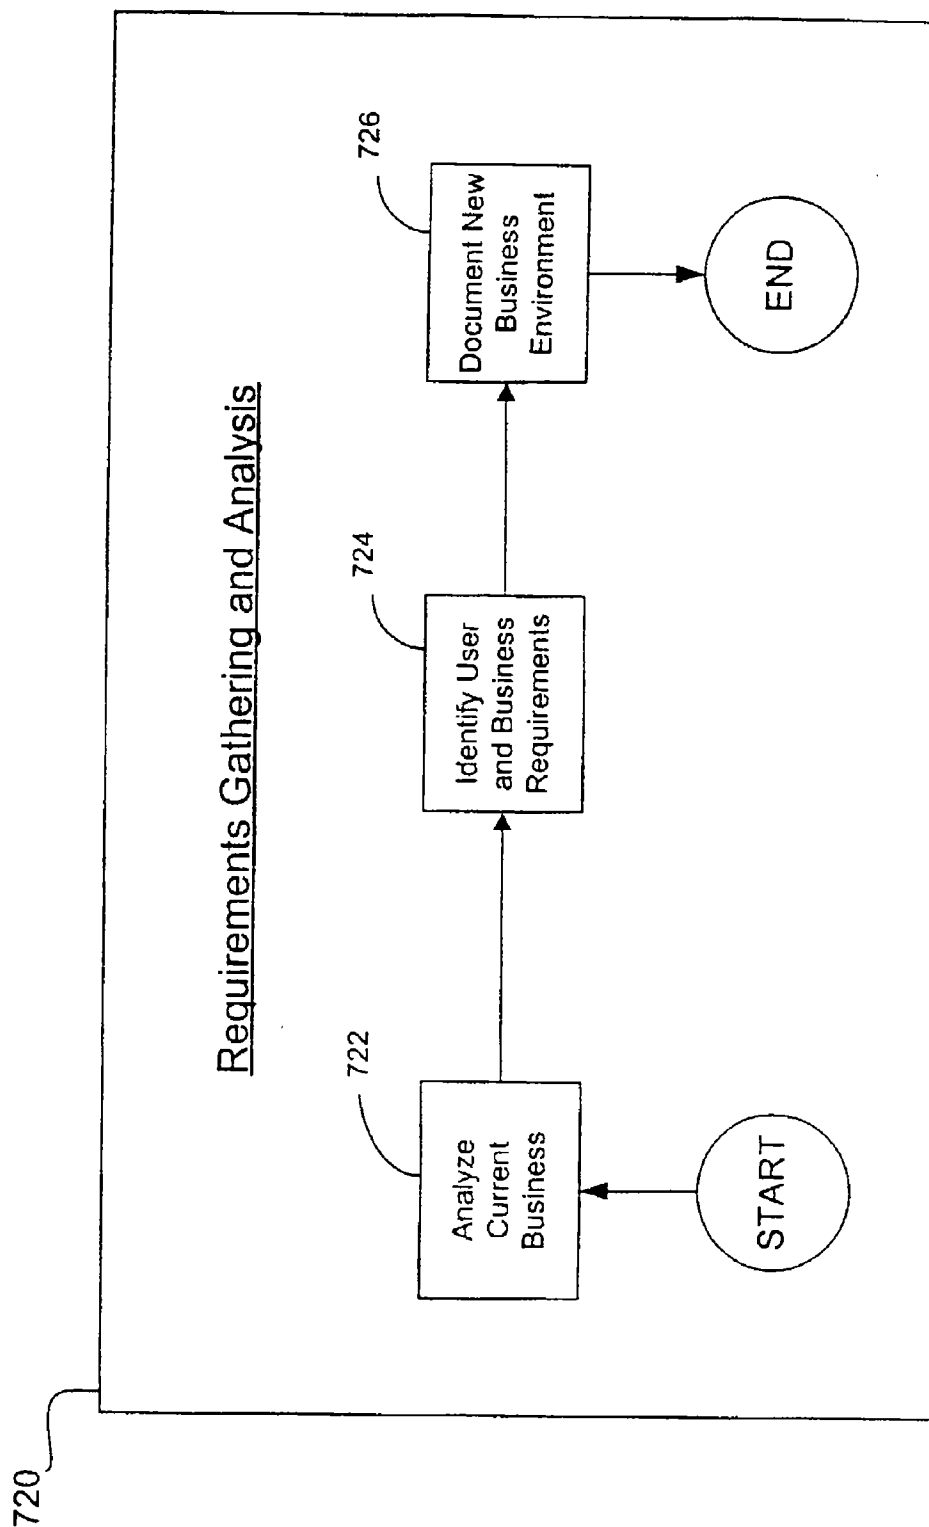 720
Requirements Gathering and Analysis
722
Analyze
Current
Business
724
Identify User
and Business
Requirements
726
Document New
Business
Environment
START
END